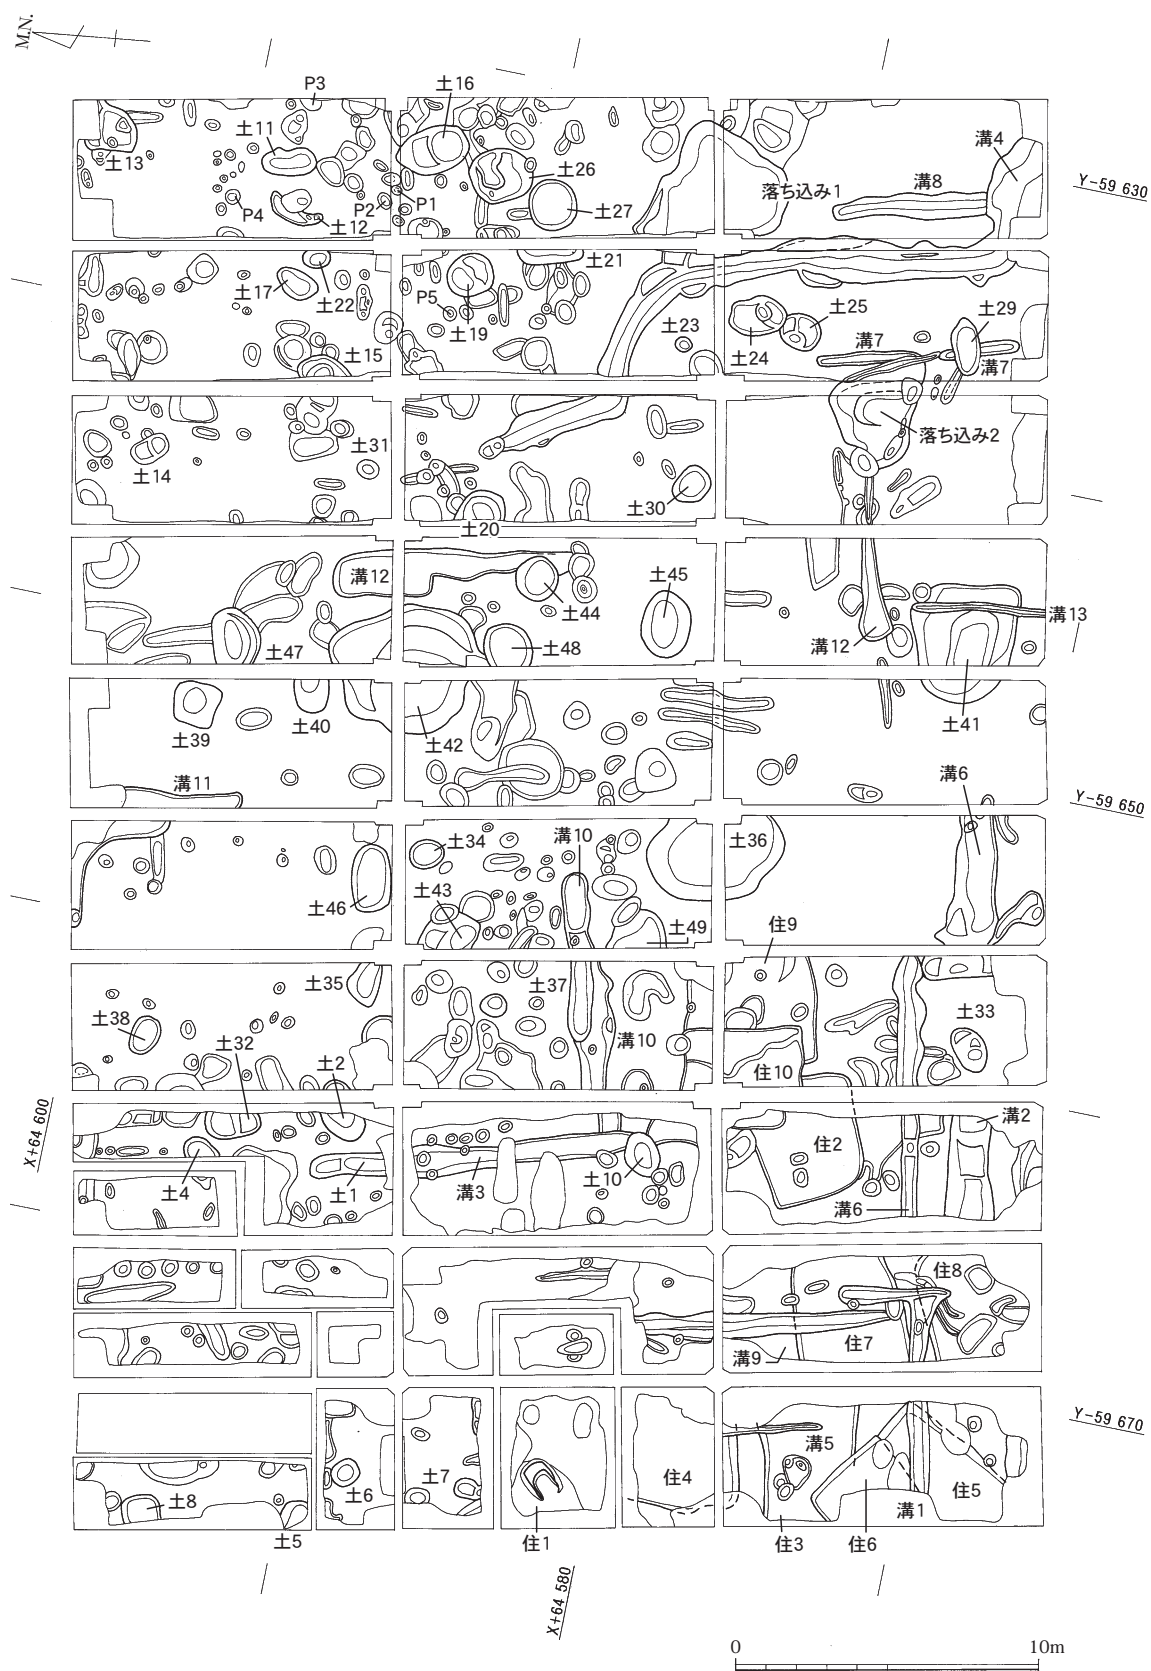 M.N.
P3
土16
土11
土13
溝4
土26
落ち込み1
溝8
Y-59 630
P4
P2
P1
土27
土12
土21
土17
土22
P5
土19
土23
土25
土29
土15
土24
溝7
溝7
土31
落ち込み2
土14
土30
土20
溝12
土45
土44
溝13
土47
土48
溝12
土39
土40
土42
土41
溝11
溝6
Y-59 650
土34
溝10
土36
土43
土46
土49
住9
土35
土37
土38
土33
土32
土2
溝10
住10
X+64 600
溝2
住2
土4
土1
溝3
土10
溝6
住8
溝9
住7
Y-59 670
溝5
土7
住4
土6
住5
土8
溝1
土5
住1
住3
住6
X+64 580
0
10m